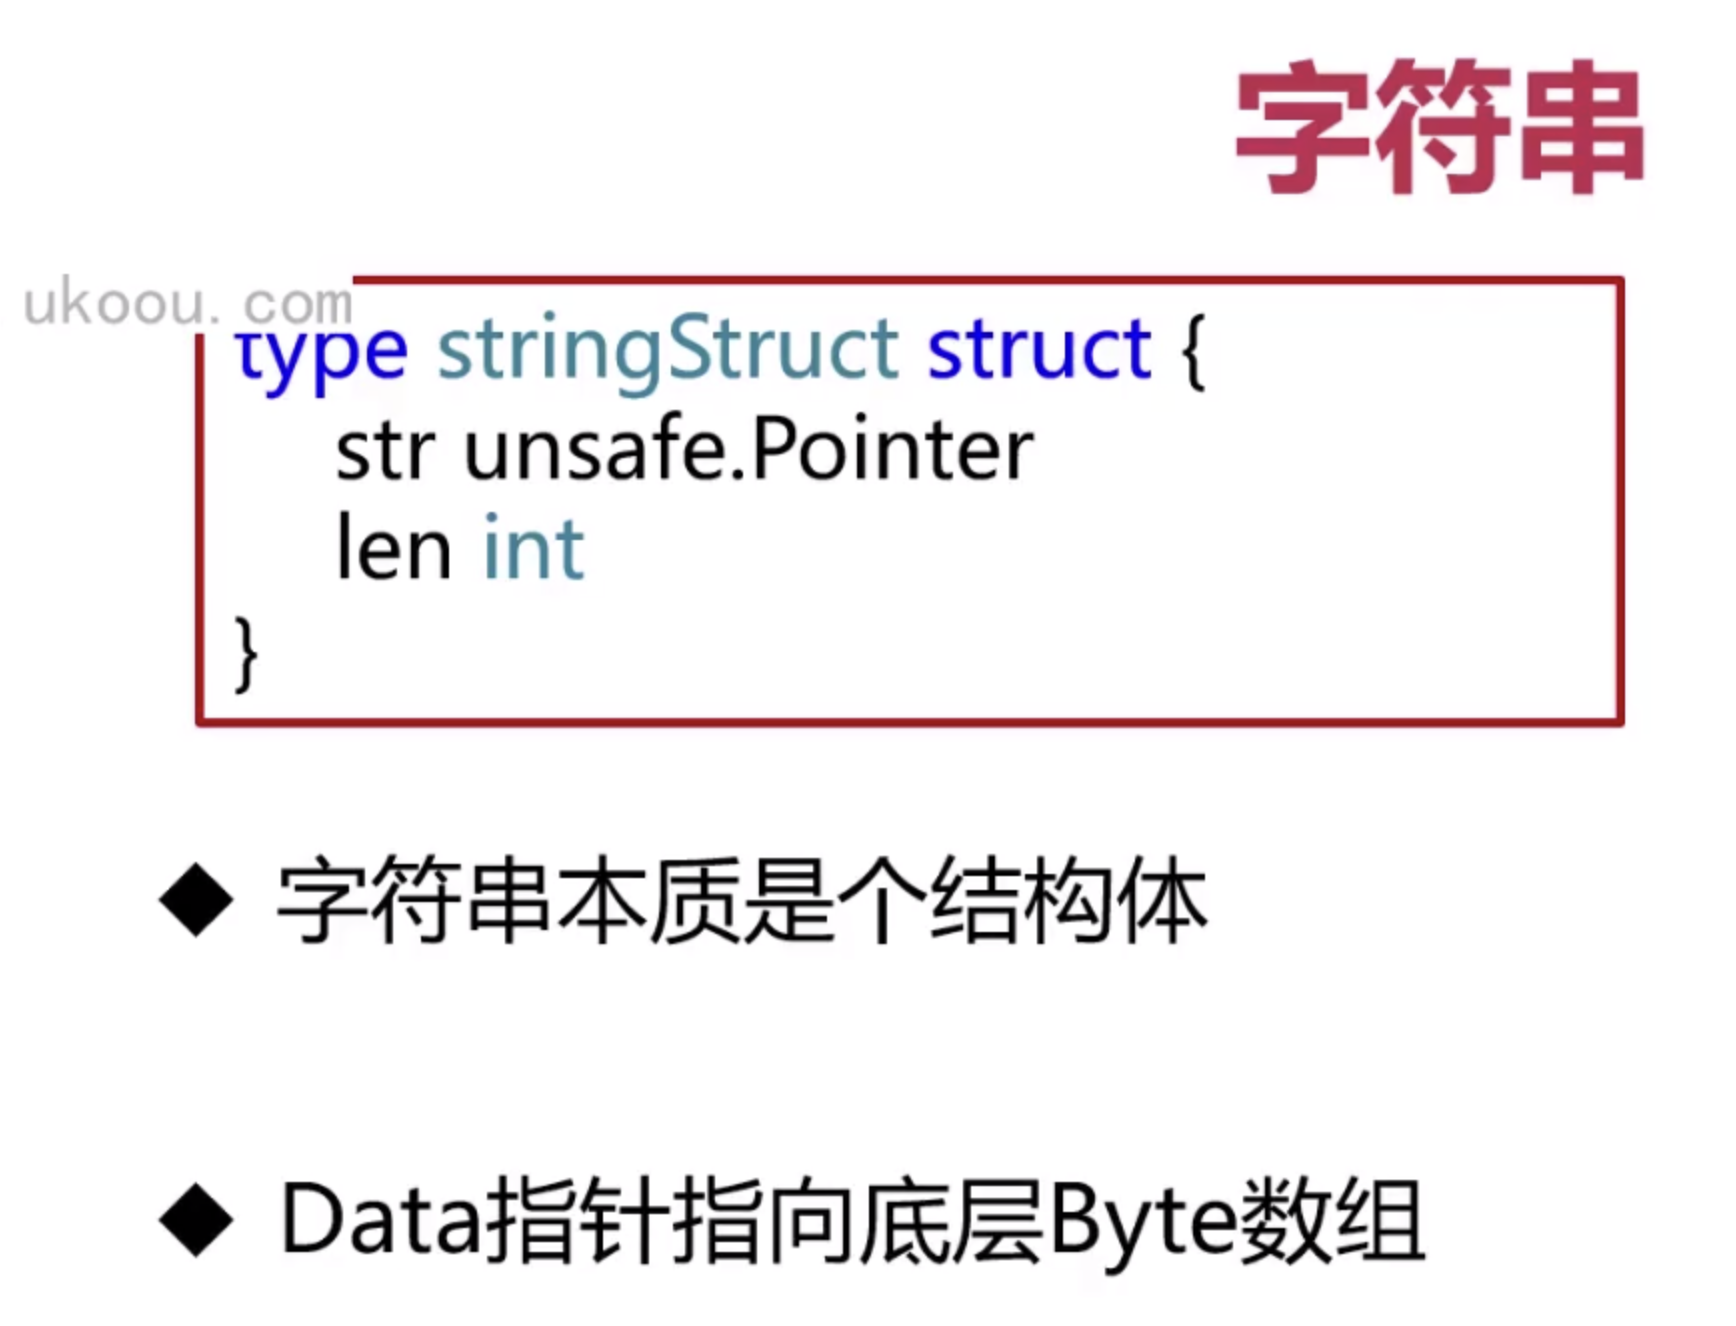 字符串
ukoou.com
type stringStruct struct {
str unsafe.Pointer
len int
}
字符串本质是个结构体
Data指针指向底层Byte数组